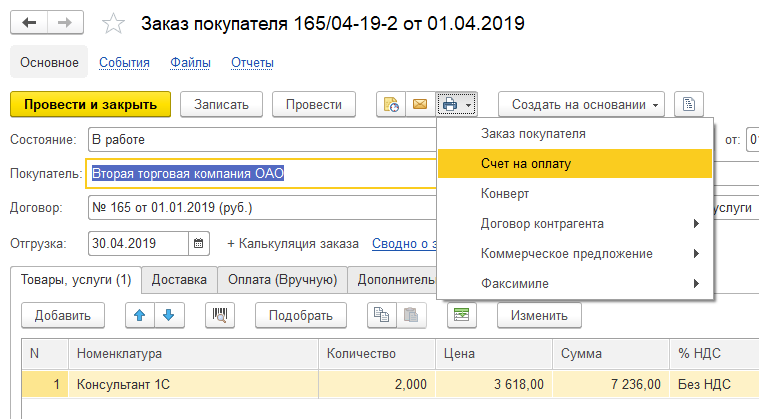 Заказ покупателя 165/04-19-2 от 01.04.2019
Основное События Файлы Отчеты
Провести и закрыть Записать Провести Создать на основании
Состояние: В работе от:
Заказ покупателя
Покупатель: Вторая торговая компания ОАО
Счет на оплату
Конверт
Договор: № 165 от 01.01.2019 (руб.) услуги
Договор контрагента
Отгрузка: 30.04.2019 + Калькуляция заказа Сводно о з
Коммерческое предложение
Факсимиле
Товары, услуги (1) Доставка Оплата (Вручную) Дополнитель
Добавить Подобрать Изменить
N Номенклатура Количество Цена Сумма % НДС
1 Консультант 1С 2,000 3 618,00 7 236,00 Без НДС